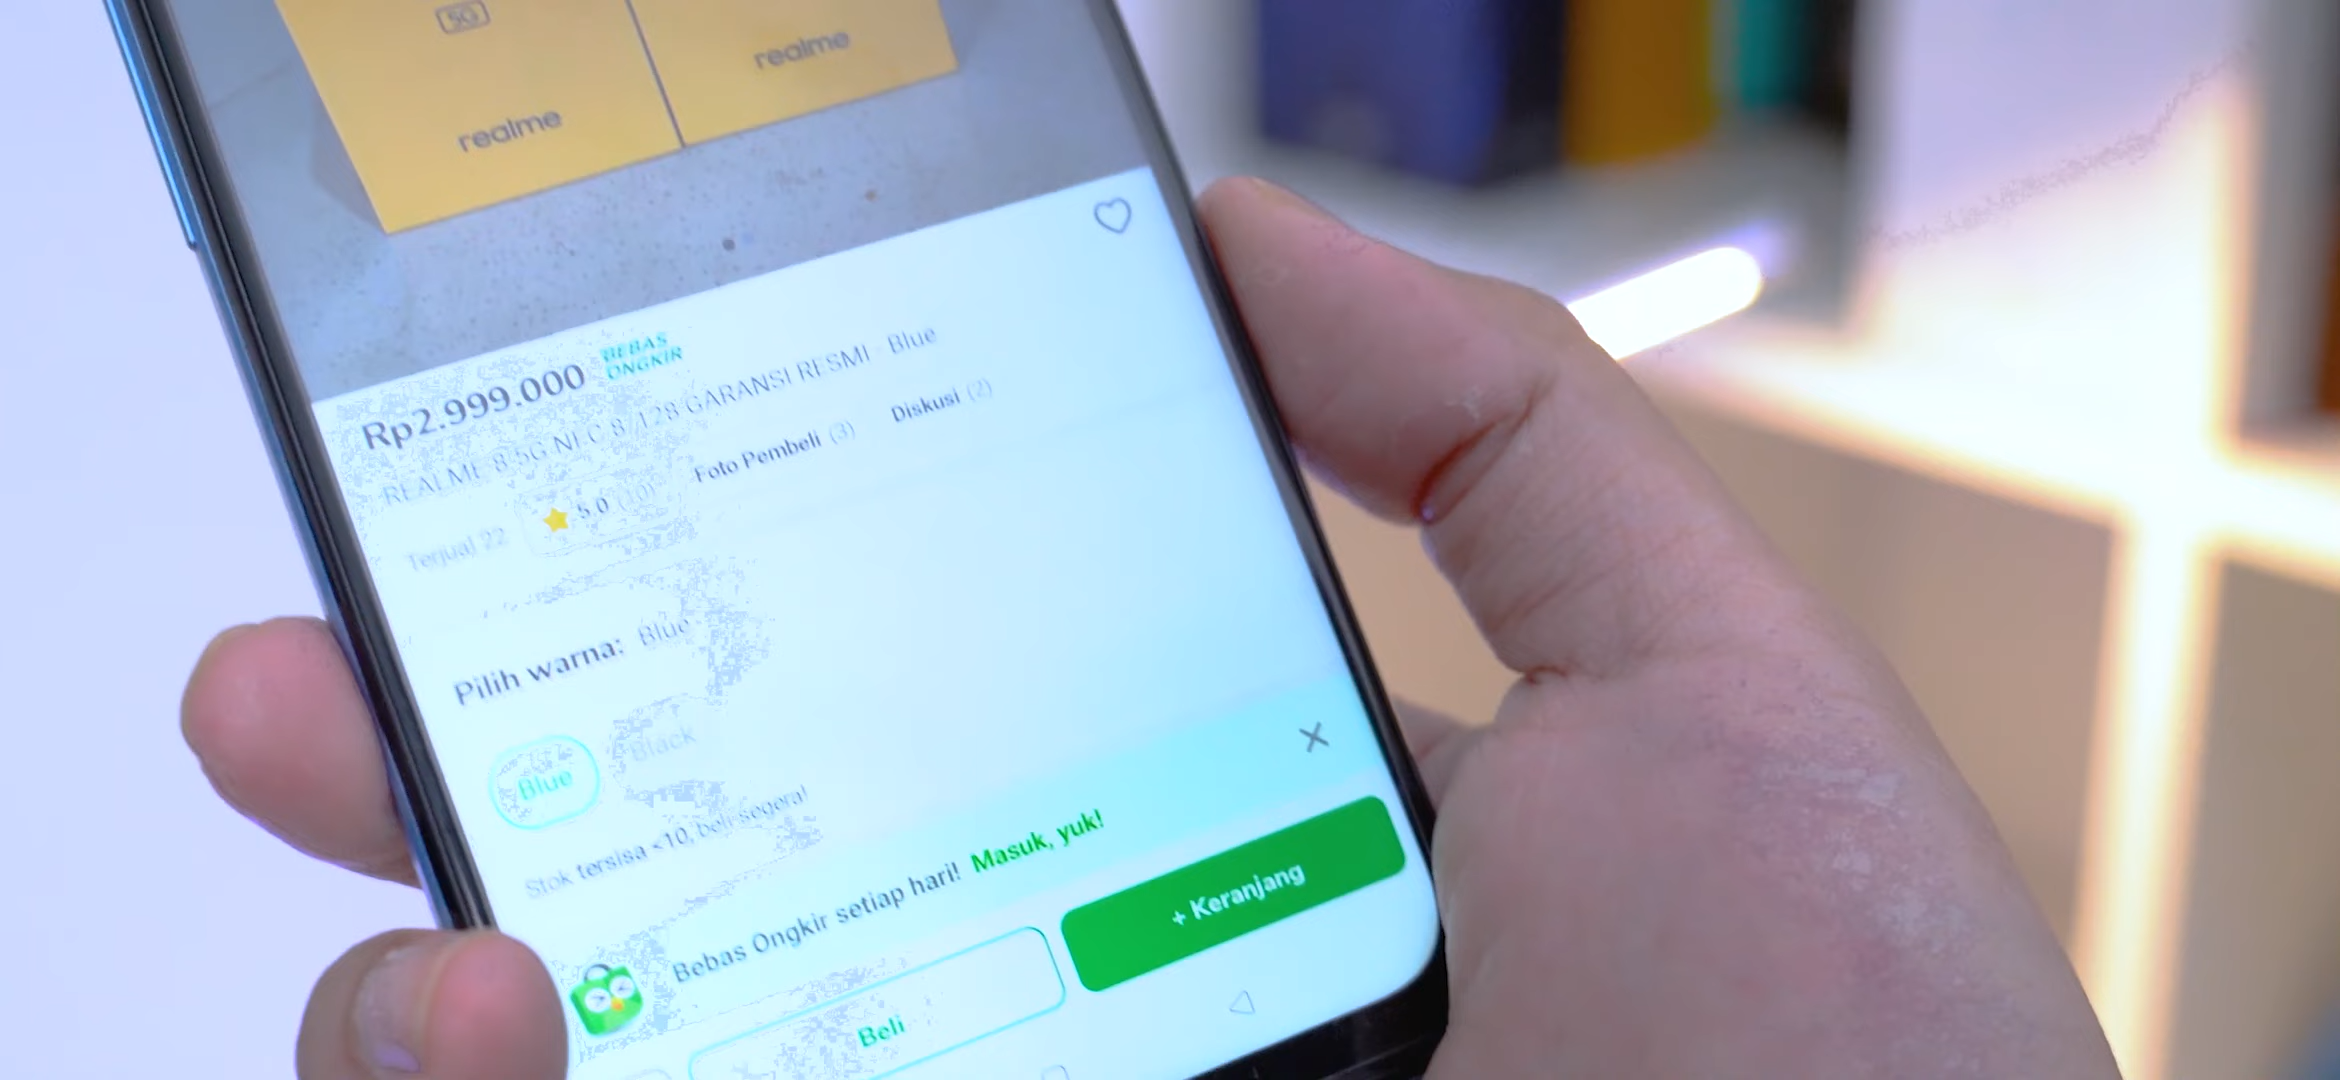 5G
realme
realme
Rp2.999.000 BEBAS ONGKIR
REALME 8 5G NFC 8/128 GARANSI RESMI - Blue
Terjual 22 5.0 (10) Foto Pembeli (3) Diskusi (2)
Pilih warna: Blue
Blue Black
Stok tersisa <10, beli segera!
Bebas Ongkir setiap hari! Masuk, yuk!
Beli + Keranjang